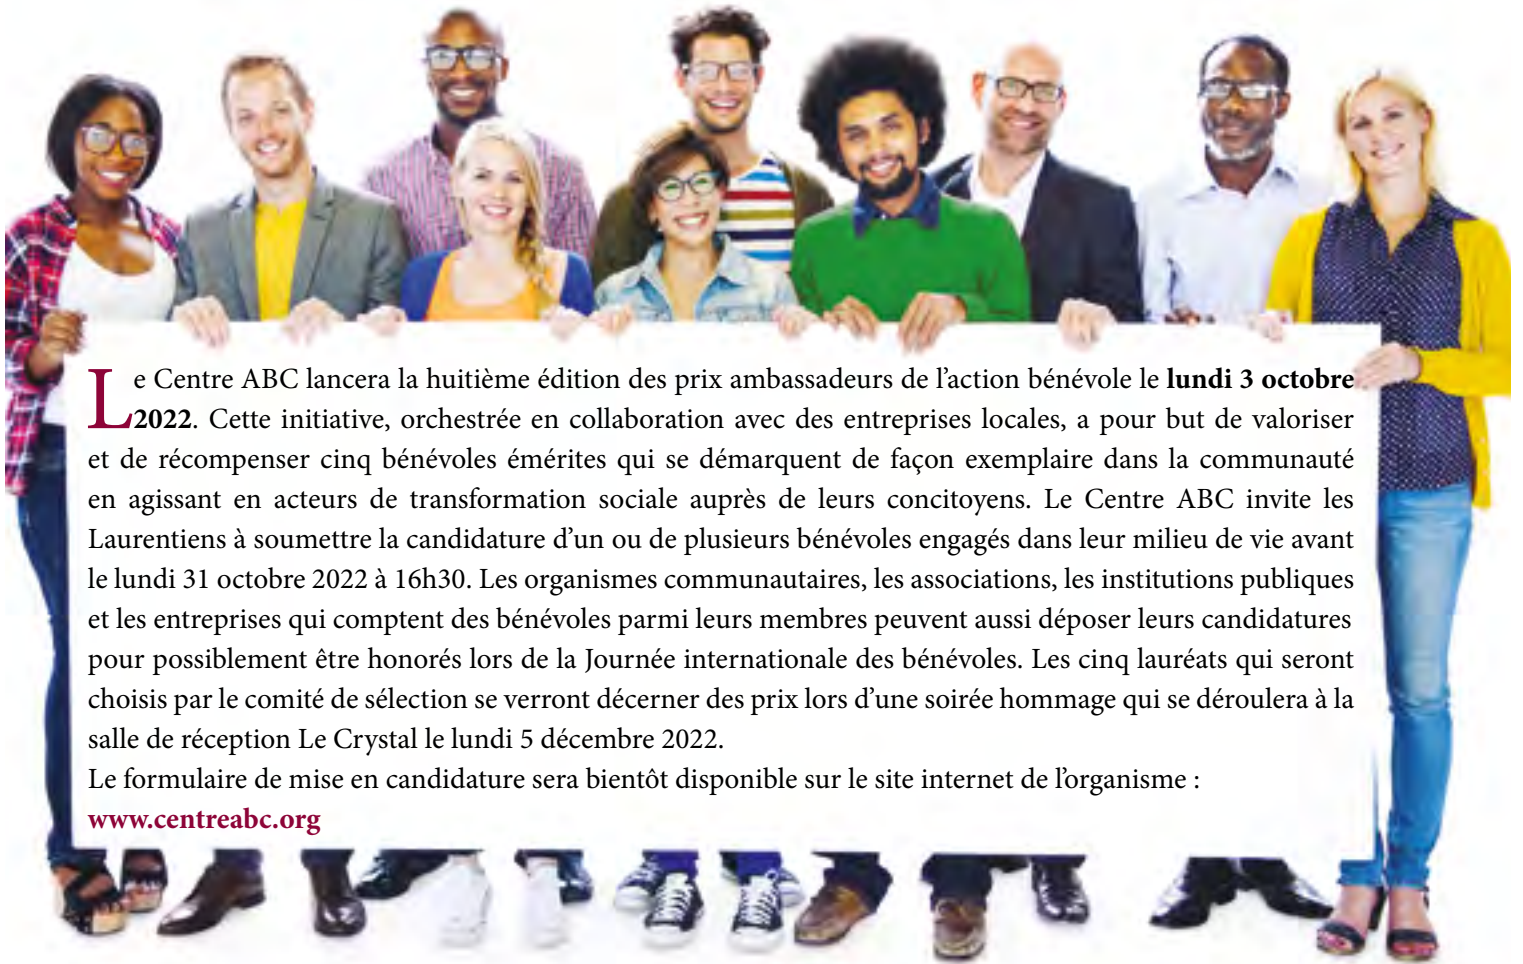 Le Centre ABC lancera la huitième édition des prix ambassadeurs de l’action bénévole le lundi 3 octobre
2022. Cette initiative, orchestrée en collaboration avec des entreprises locales, a pour but de valoriser
et de récompenser cinq bénévoles émérites qui se démarquent de façon exemplaire dans la communauté
en agissant en acteurs de transformation sociale auprès de leurs concitoyens. Le Centre ABC invite les
Laurentiens à soumettre la candidature d’un ou de plusieurs bénévoles engagés dans leur milieu de vie avant
le lundi 31 octobre 2022 à 16h30. Les organismes communautaires, les associations, les institutions publiques
et les entreprises qui comptent des bénévoles parmi leurs membres peuvent aussi déposer leurs candidatures
pour possiblement être honorés lors de la Journée internationale des bénévoles. Les cinq lauréats qui seront
choisis par le comité de sélection se verront décerner des prix lors d’une soirée hommage qui se déroulera à la
salle de réception Le Crystal le lundi 5 décembre 2022.
Le formulaire de mise en candidature sera bientôt disponible sur le site internet de l’organisme :
www.centreabc.org